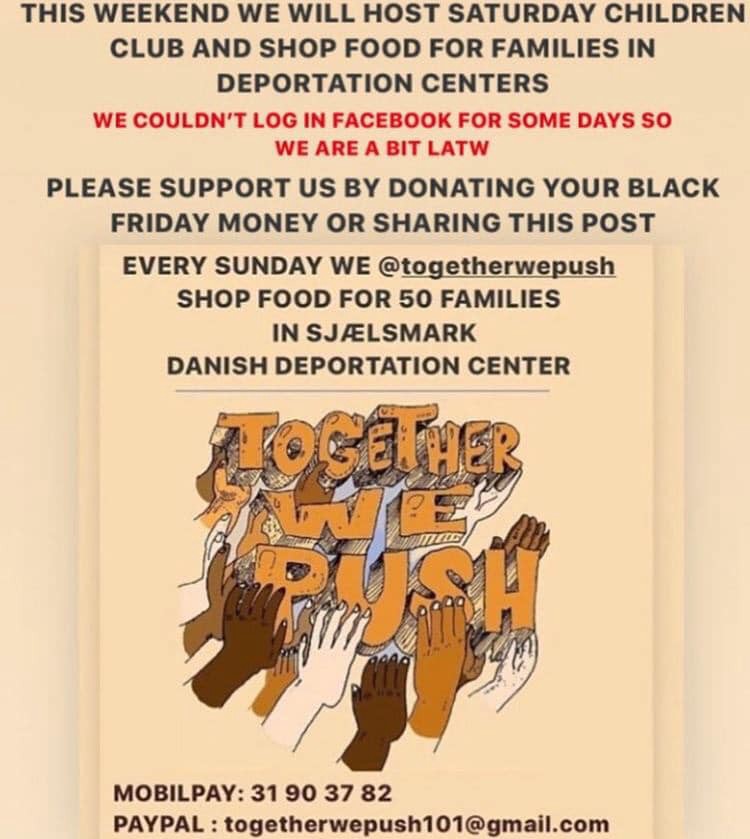 THIS WEEKEND WE WILL HOST SATURDAY CHILDREN
CLUB AND SHOP FOOD FOR FAMILIES IN
DEPORTATION CENTERS
WE COULDN'T LOG IN FACEBOOK FOR SOME DAYS SO
WE ARE A BIT LATW
PLEASE SUPPORT US BY DONATING YOUR BLACK
FRIDAY MONEY OR SHARING THIS POST
EVERY SUNDAY WE @togetherwepush
SHOP FOOD FOR 50 FAMILIES
IN SJÆLSMARK
DANISH DEPORTATION CENTER
TOGETHER
WE
PUSH
MOBILPAY: 31 90 37 82
PAYPAL : togetherwepush101@gmail.com